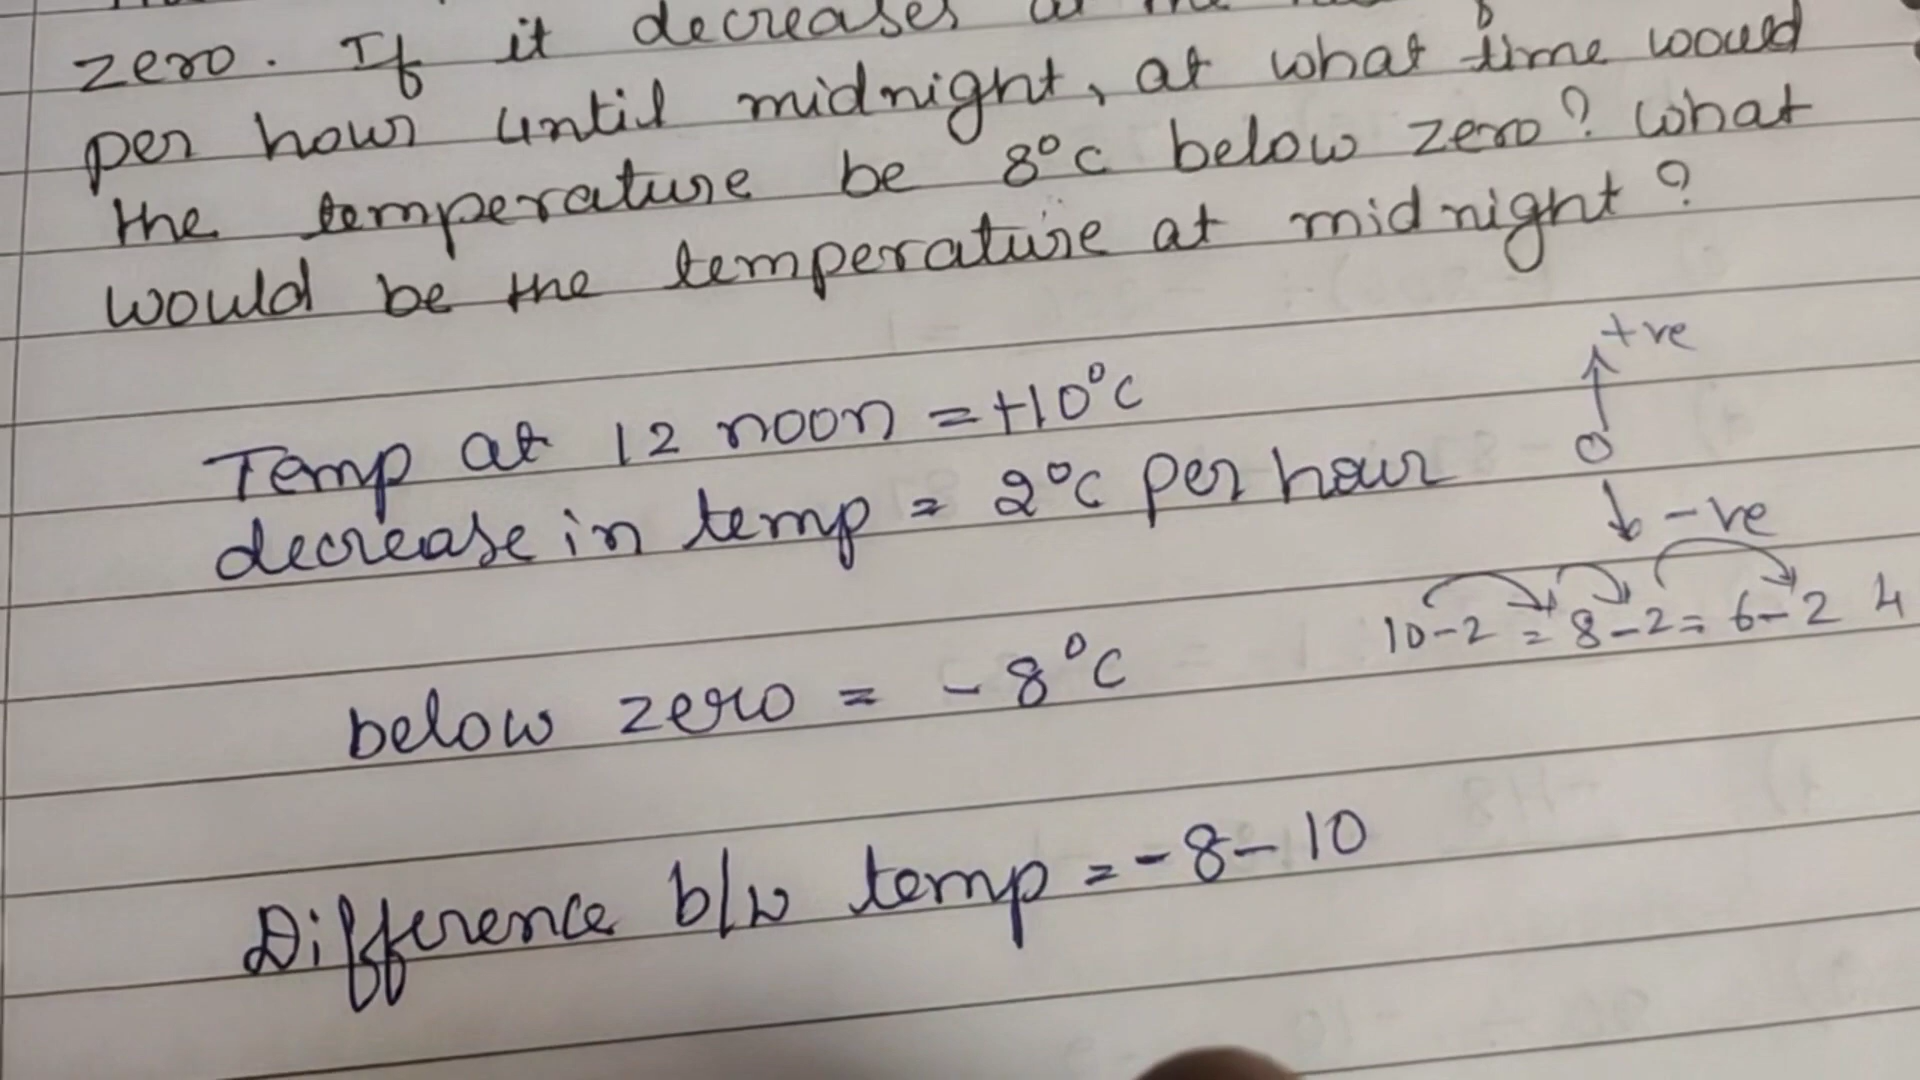 zero. If it decreases
per hour until midnight, at what time would
the temperature be 8°C below zero? What
would be the temperature at midnight?
+ve
Temp at 12 noon = +10°C
0
decrease in temp = 2°C per hour
-ve
10-2 = 8-2= 6-2 4
below zero = -8°C
Difference b/w temp = -8-10